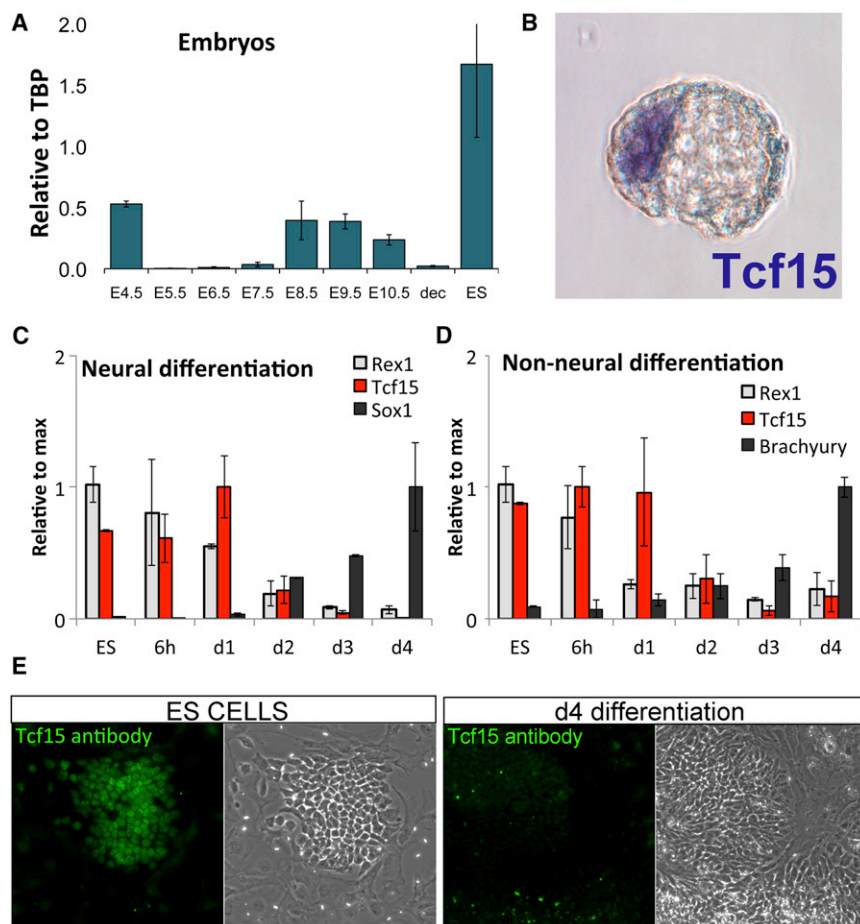 A
Embryos
Relative to TBP
2.0
1.5
1.0
0.5
0.0
E4.5 E5.5 E6.5 E7.5 E8.5 E9.5 E10.5 dec ES
B
Tcf15
C
Neural differentiation
Relative to max
2
1
0
Rex1
Tcf15
Sox1
ES 6h d1 d2 d3 d4
D
Non-neural differentiation
Relative to max
2
1
0
Rex1
Tcf15
Brachyury
ES 6h d1 d2 d3 d4
E
ES CELLS
Tcf15 antibody
d4 differentiation
Tcf15 antibody